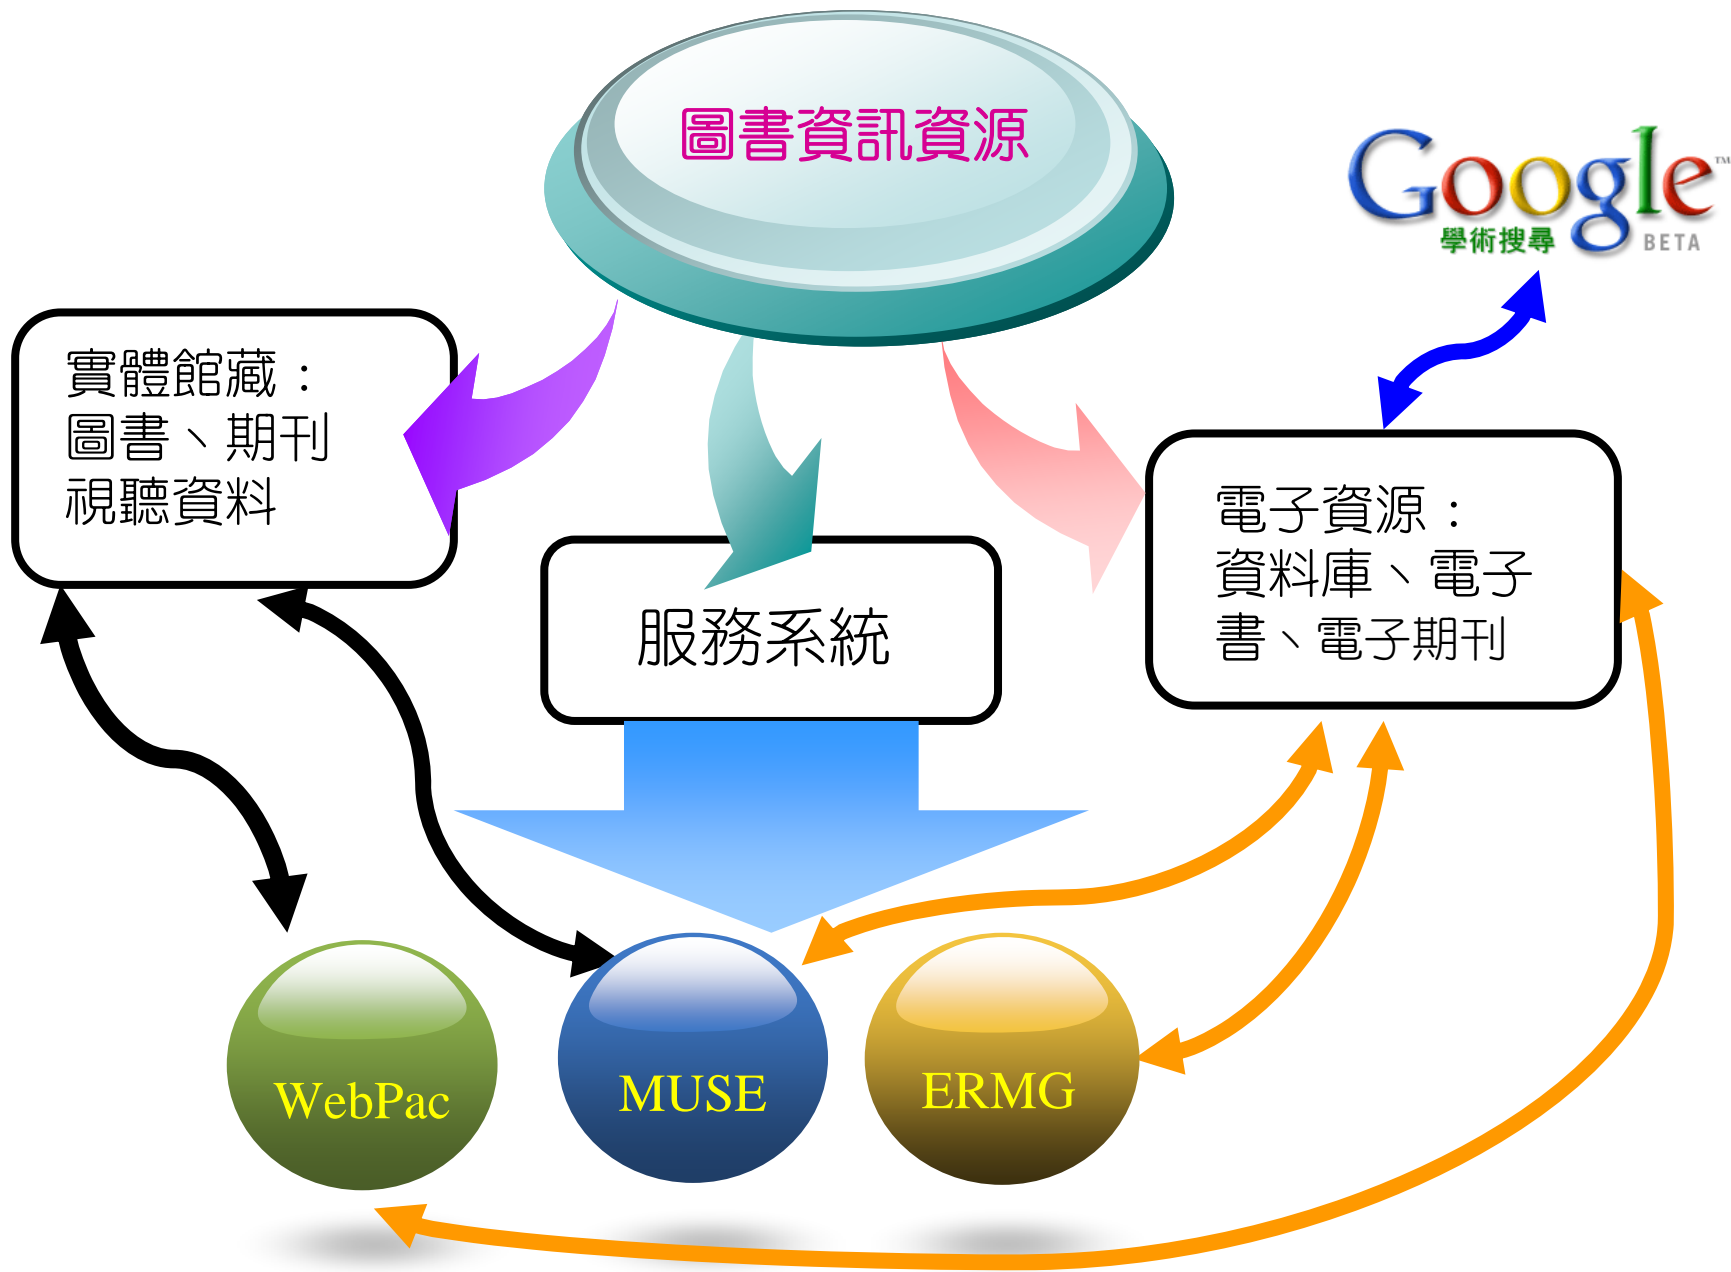 圖書資訊資源
Google™
學術搜尋 BETA
實體館藏：
圖書、期刊
視聽資料
電子資源：
資料庫、電子
書、電子期刊
服務系統
WebPac
MUSE
ERMG